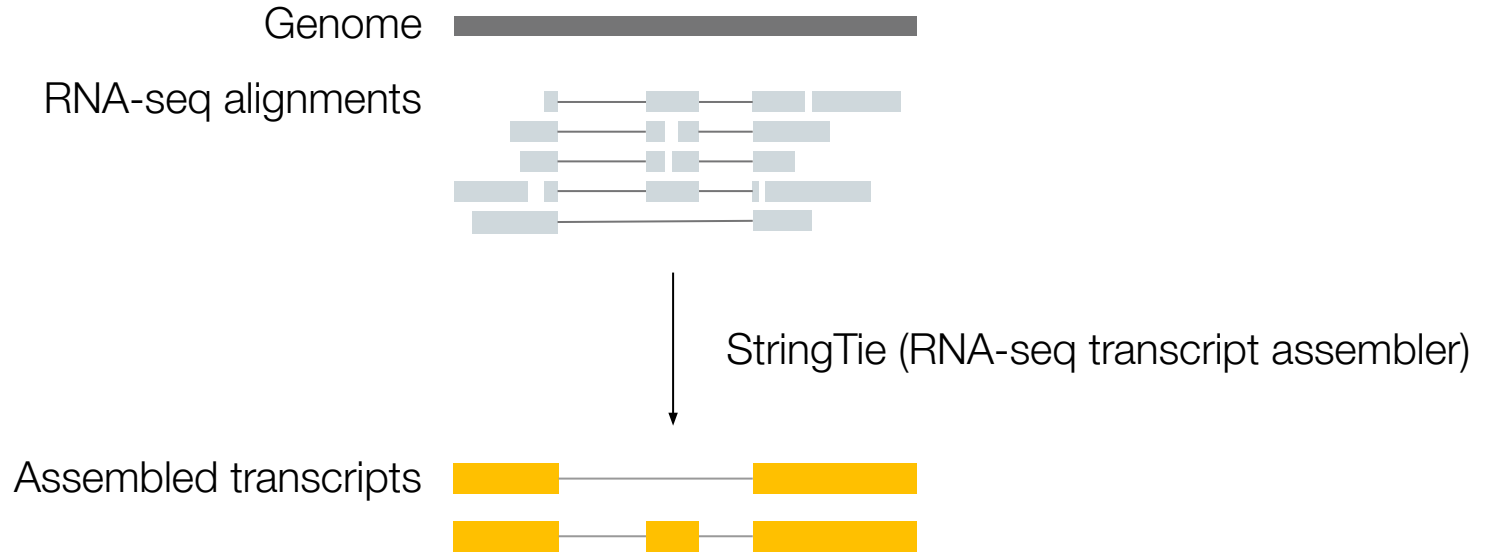 Genome
RNA-seq alignments
StringTie (RNA-seq transcript assembler)
Assembled transcripts